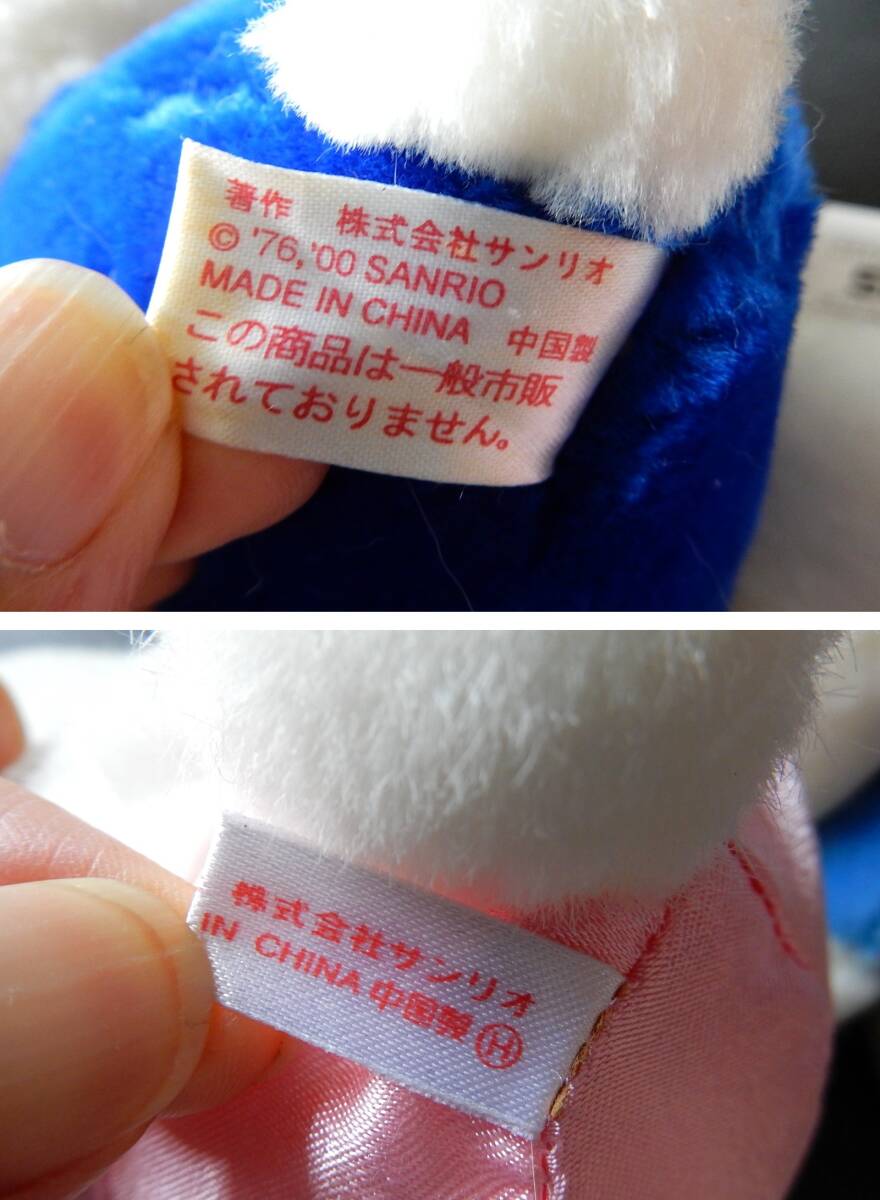 著作 株式会社サンリオ
© '76,'00 SANRIO
MADE IN CHINA 中国製
この商品は一般市販
されておりません。
株式会社サンリオ
IN CHINA 中国製 Ⓗ